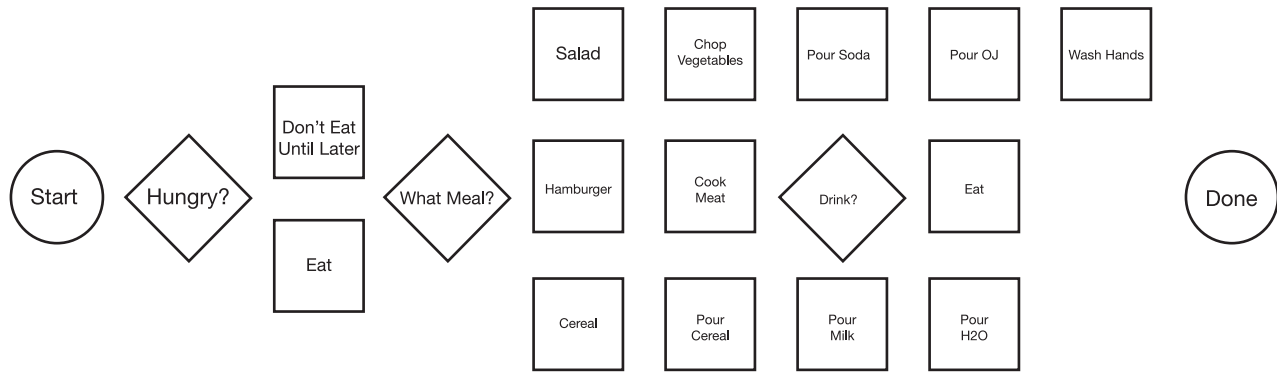 Salad
Chop
Vegetables
Pour Soda
Pour OJ
Wash Hands
Don't Eat
Until Later
Start
Hungry?
What Meal?
Hamburger
Cook
Meat
Drink?
Eat
Done
Eat
Cereal
Pour
Cereal
Pour
Milk
Pour
H2O